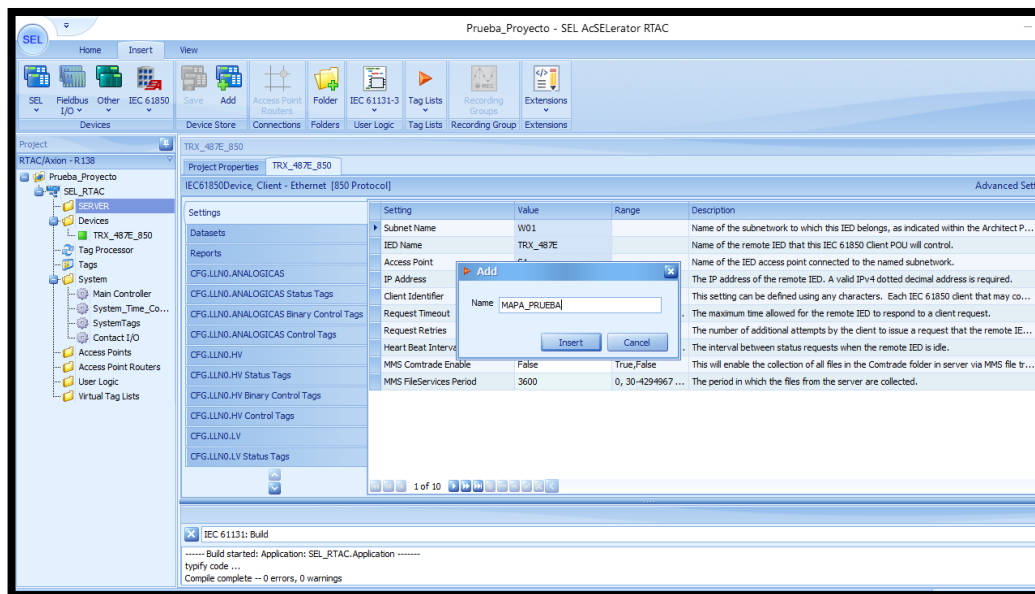 Prueba_Proyecto - SEL AcSELerator RTAC
SEL
Home Insert View
SEL Fieldbus I/O Other IEC 61850 Save Add Access Point Routers Folder IEC 61131-3 Tag Lists Recording Groups Extensions
Devices Device Store Connections Folders User Logic Tag Lists Recording Group Extensions
Project
RTAC/Axion - R138
Prueba_Proyecto
SEL_RTAC
SERVER
Devices
TRX_487E_850
Tag Processor
Tags
System
Main Controller
System_Time_Co...
SystemTags
Contact I/O
Access Points
Access Point Routers
User Logic
Virtual Tag Lists
TRX_487E_850
Project Properties TRX_487E_850
IEC61850Device, Client - Ethernet [850 Protocol] Advanced Sett
Settings
Datasets
Reports
CFG.LLN0.ANALOGICAS
CFG.LLN0.ANALOGICAS Status Tags
CFG.LLN0.ANALOGICAS Binary Control Tags
CFG.LLN0.ANALOGICAS Control Tags
CFG.LLN0.HV
CFG.LLN0.HV Status Tags
CFG.LLN0.HV Binary Control Tags
CFG.LLN0.HV Control Tags
CFG.LLN0.LV
CFG.LLN0.LV Status Tags
Setting Value Range Description
Subnet Name W01 Name of the subnetwork to which this IED belongs, as indicated within the Architect P...
IED Name TRX_487E Name of the remote IED that this IEC 61850 Client POU will control.
Access Point Name of the IED access point connected to the named subnetwork.
IP Address The IP address of the remote IED. A valid IPv4 dotted decimal address is required.
Client Identifier This setting can be defined using any characters. Each IEC 61850 client that may co...
Request Timeout The maximum time allowed for the remote IED to respond to a client request.
Request Retries The number of additional attempts by the client to issue a request that the remote IE...
Heart Beat Interva The interval between status requests when the remote IED is idle.
MMS Comtrade Enable False True,False This will enable the collection of all files in the Comtrade folder in server via MMS file tr...
MMS FileServices Period 3600 0, 30-4294967 ... The period in which the files from the server are collected.
Add
Name MAPA_PRUEBA
Insert Cancel
1 of 10
IEC 61131: Build
------ Build started: Application: SEL_RTAC.Application -------
typify code ...
Compile complete -- 0 errors, 0 warnings